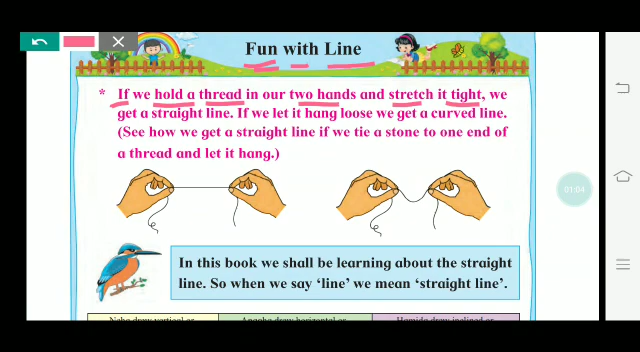 Fun with Line
* If we hold a thread in our two hands and stretch it tight, we
get a straight line. If we let it hang loose we get a curved line.
(See how we get a straight line if we tie a stone to one end of
a thread and let it hang.)
01:04
In this book we shall be learning about the straight
line. So when we say ‘line’ we mean ‘straight line’.